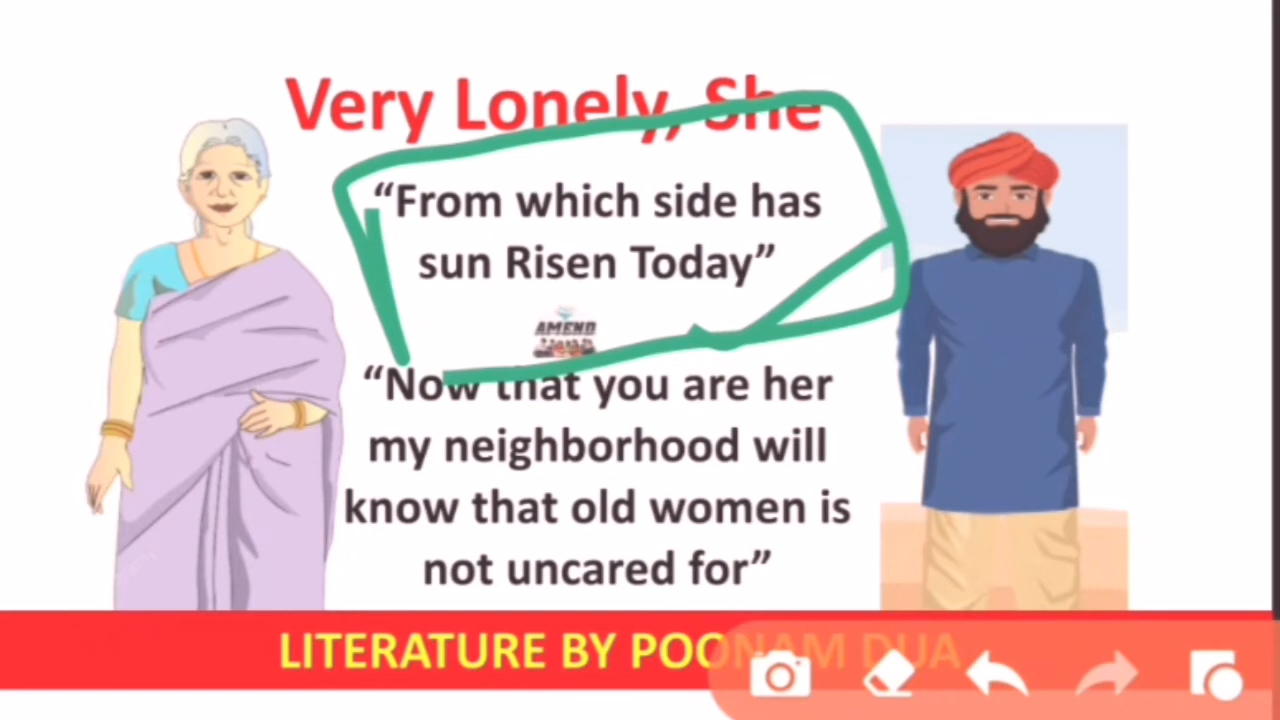 Very Lonely, She
“From which side has
sun Risen Today”
AMEND
“Now that you are her
my neighborhood will
know that old women is
not uncared for”
LITERATURE BY POONAM DUA